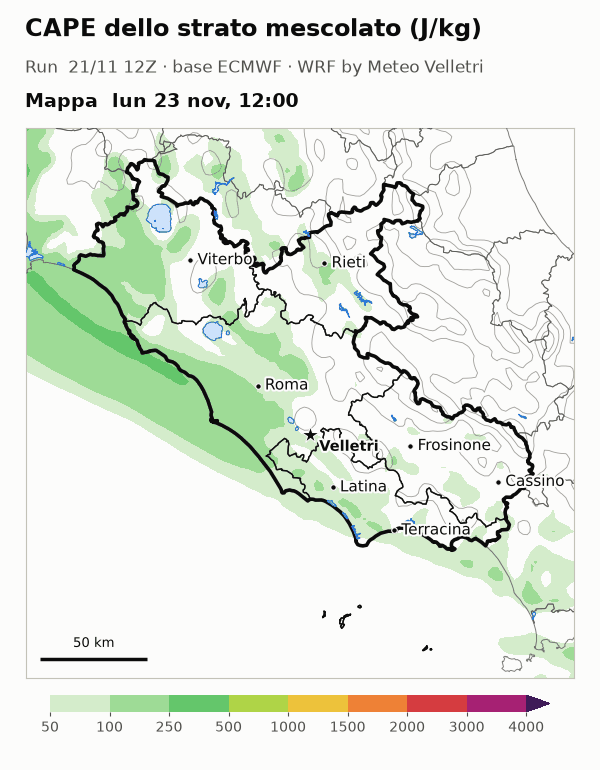 CAPE dello strato mescolato (J/kg)
Run  21/11 12Z · base ECMWF · WRF by Meteo Velletri
Mappa  lun 23 nov, 12:00
Viterbo
Rieti
Roma
Velletri
Frosinone
Cassino
Latina
Terracina
50 km
50 100 250 500 1000 1500 2000 3000 4000